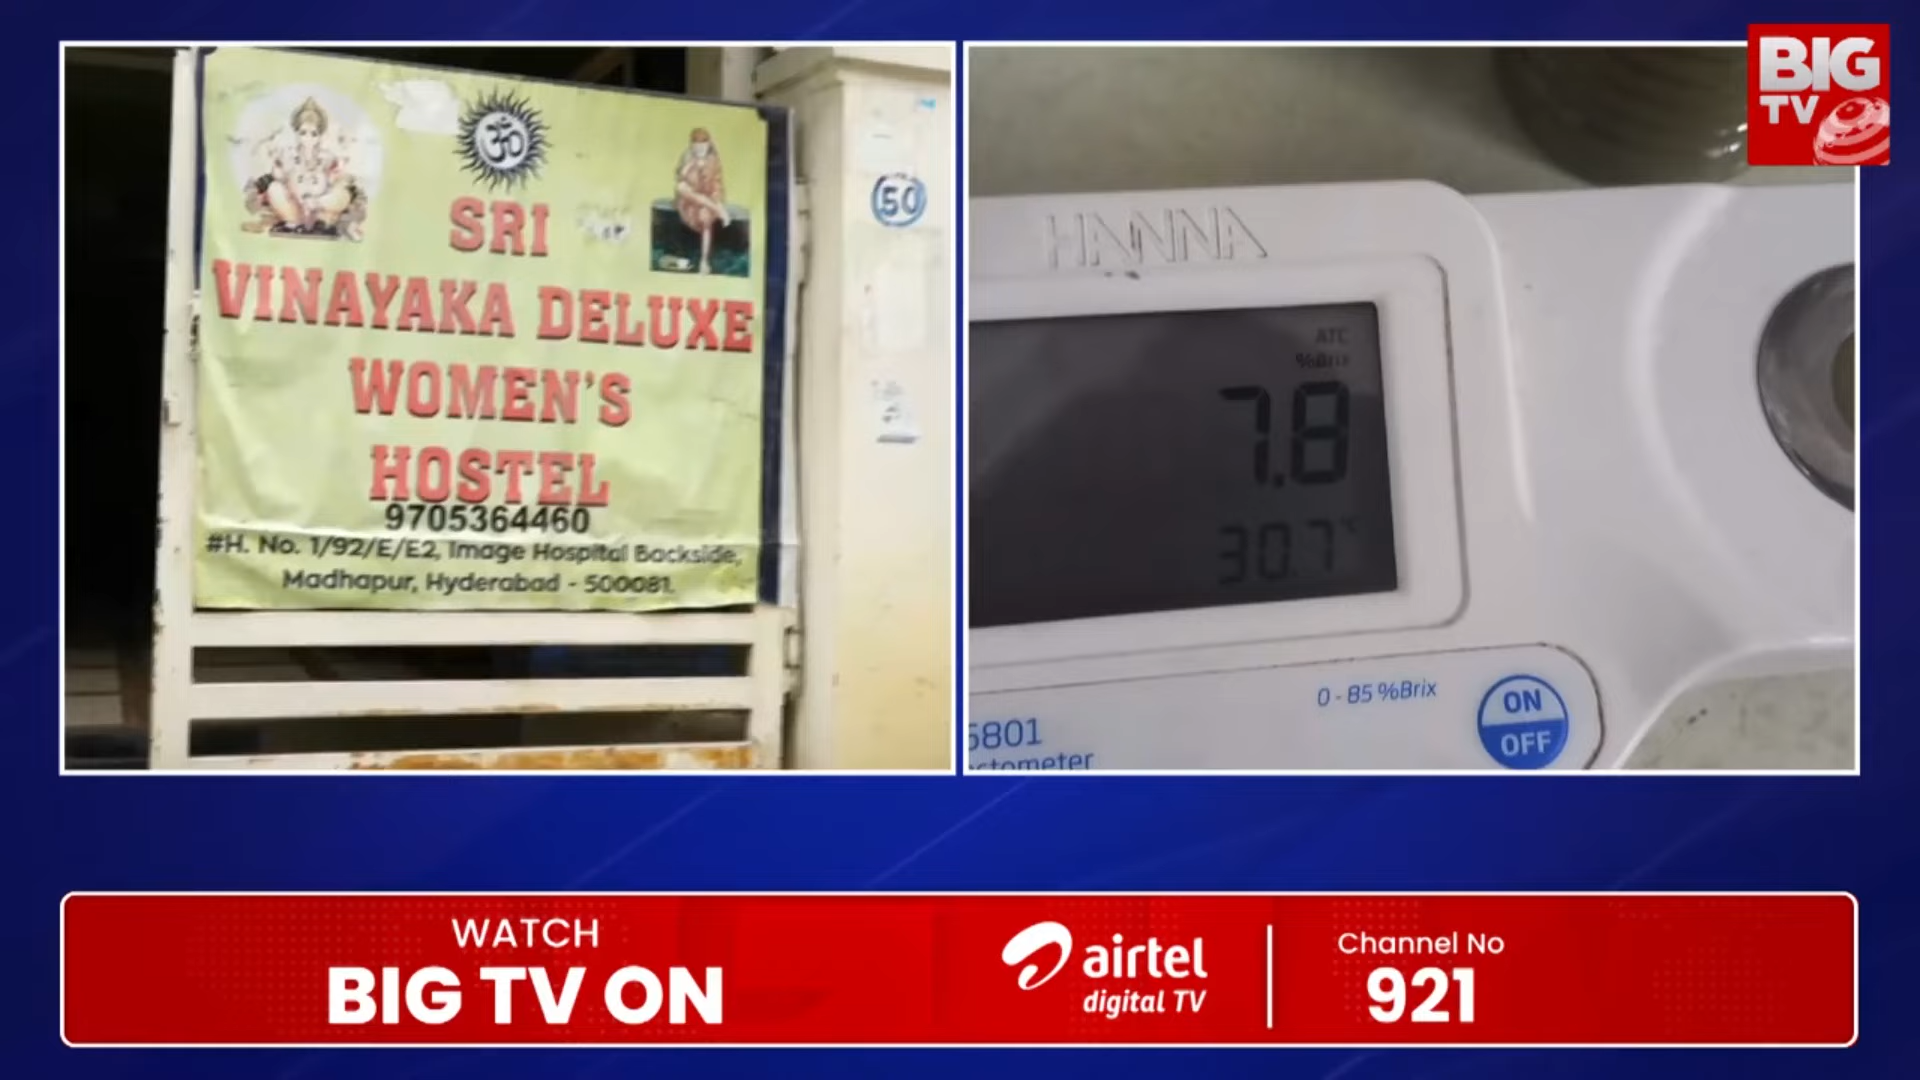 ॐ
SRI
VINAYAKA DELUXE
WOMEN'S
HOSTEL
9705364460
#H. No. 1/92/E/E2, Image Hospital Backside,
Madhapur, Hyderabad - 500081.
50
HANNA
ATC
%Brix
7.8
30.7°C
0 - 85 %Brix
ON
OFF
6801
BIG
TV
WATCH
BIG TV ON
airtel
digital TV
Channel No
921